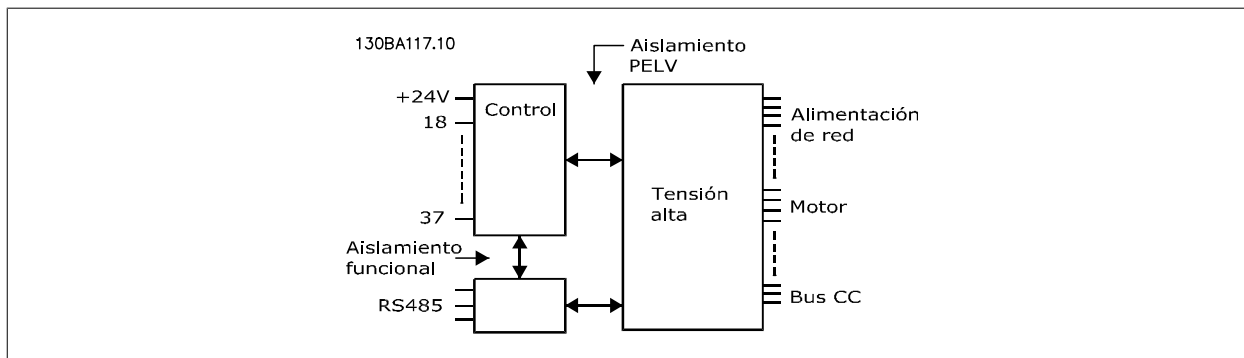 130BA117.10
Aislamiento
PELV
+24V
Control
18
Alimentación
de red
Tensión
alta
37
Motor
Aislamiento
funcional
RS485
Bus CC